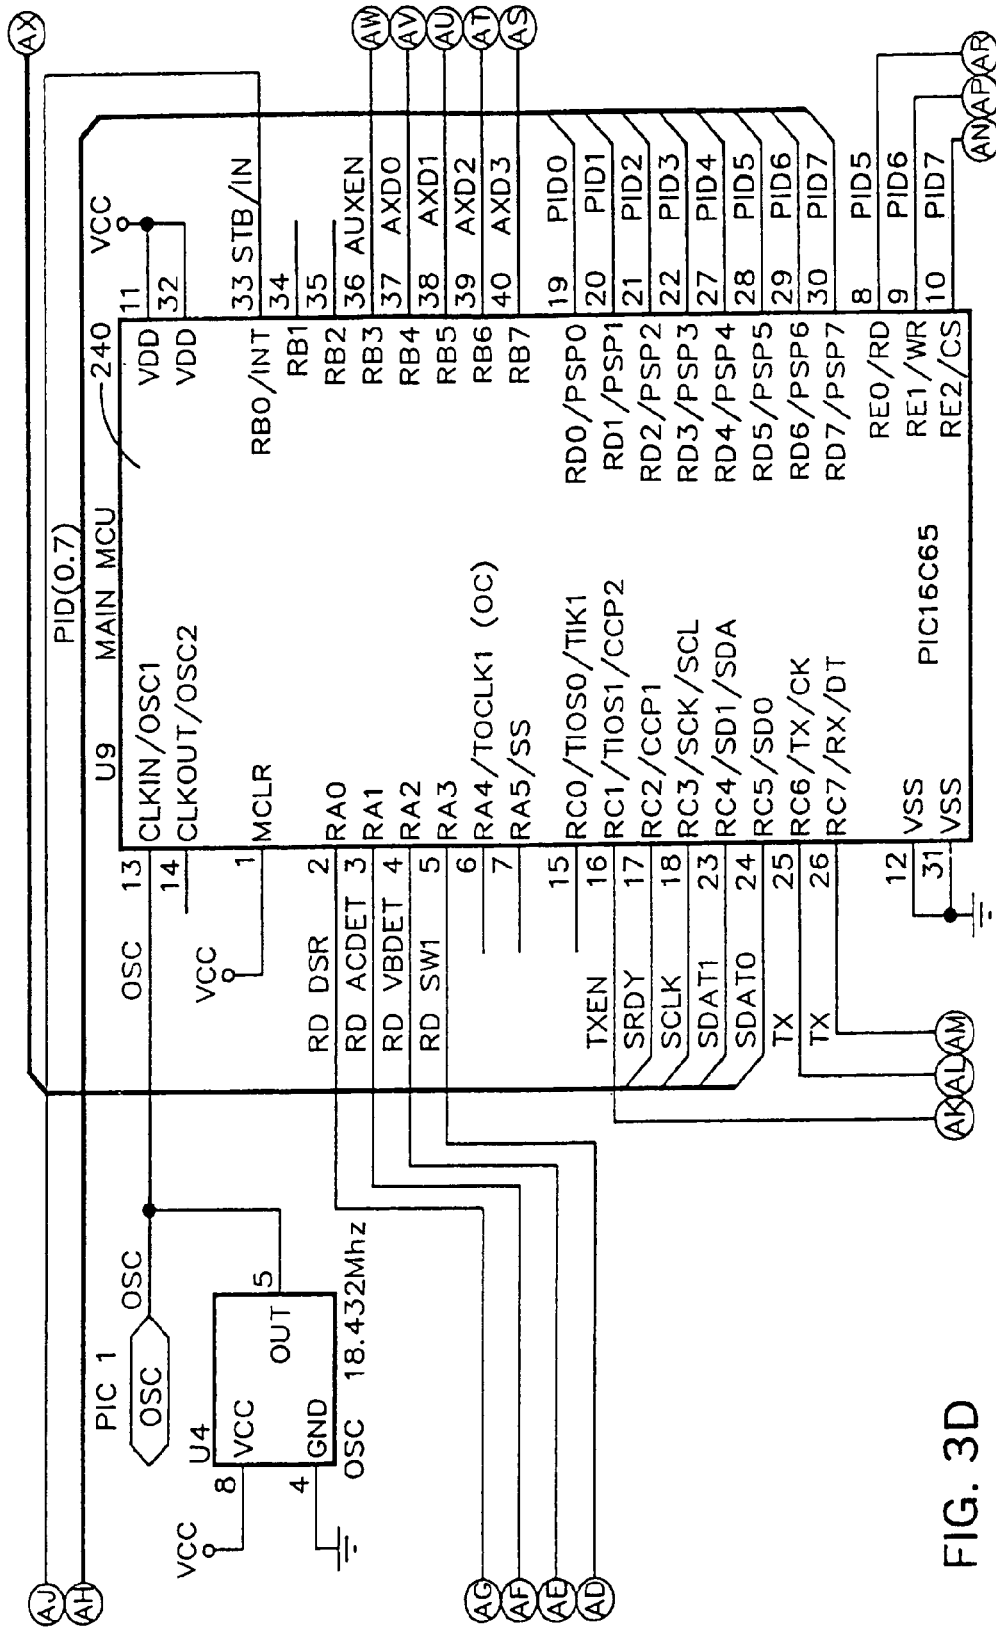 AX
PID(0.7)
U9 MAIN MCU 240
VCC
PIC 1
OSC
OSC
OSC
13 CLKIN/OSC1
14 CLKOUT/OSC2
VCC
1 MCLR
RD DSR 2 RA0
RD ACDET 3 RA1
RD VBDET 4 RA2
RD SW1 5 RA3
6 RA4/TOCLK1 (OC)
7 RA5/SS
15 RC0/TIOS0/TIK1
TXEN 16 RC1/TIOS1/CCP2
SRDY 17 RC2/CCP1
SCLK 18 RC3/SCK/SCL
SDAT1 23 RC4/SD1/SDA
SDATO 24 RC5/SD0
TX 25 RC6/TX/CK
TX 26 RC7/RX/DT
12 VSS
31 VSS
PIC16C65
VDD 11
VDD 32
RB0/INT 33 STB/IN
RB1 34
RB2 35
RB3 36 AUXEN
RB4 37 AXD0
RB5 38 AXD1
RB6 39 AXD2
RB7 40 AXD3
RD0/PSP0 19 PID0
RD1/PSP1 20 PID1
RD2/PSP2 21 PID2
RD3/PSP3 22 PID3
RD4/PSP4 27 PID4
RD5/PSP5 28 PID5
RD6/PSP6 29 PID6
RD7/PSP7 30 PID7
RE0/RD 8 PID5
RE1/WR 9 PID6
RE2/CS 10 PID7
AW
AV
AU
AT
AS
AR
AP
AN
U4
VCC
8 VCC
4 GND
OUT 5
OSC 18.432Mhz
AJ
AH
AG
AF
AE
AD
AK
AL
AM
FIG. 3D